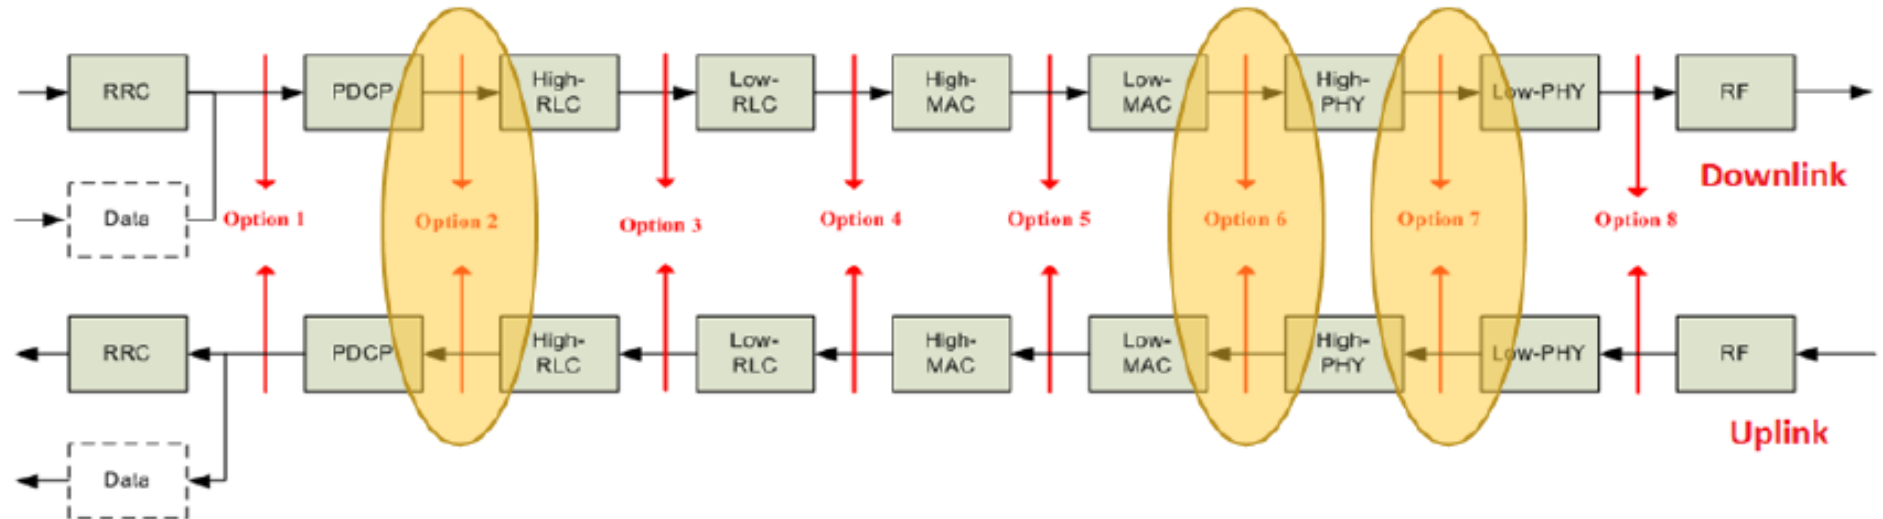 RRC
PDCP
High-
RLC
Low-
RLC
High-
MAC
Low-
MAC
High-
PHY
Low-PHY
RF
Downlink
Data
Option 1
Option 2
Option 3
Option 4
Option 5
Option 6
Option 7
Option 8
RRC
PDCP
High-
RLC
Low-
RLC
High-
MAC
Low-
MAC
High-
PHY
Low-PHY
RF
Uplink
Data